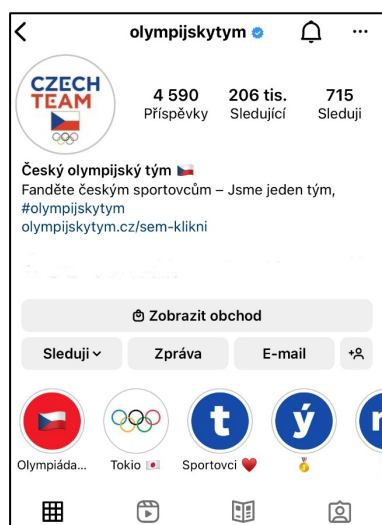 olympijskytym
CZECH
TEAM
4 590
Příspěvky
206 tis.
Sledující
715
Sleduji
Český olympijský tým 🇨🇿
Fanděte českým sportovcům – Jsme jeden tým,
#olympijskytym
olympijskytym.cz/sem-klikni
Zobrazit obchod
Sleduji
Zpráva
E-mail
t
ý
Olympiáda...
Tokio 🇯🇵
Sportovci ♥️
🥇